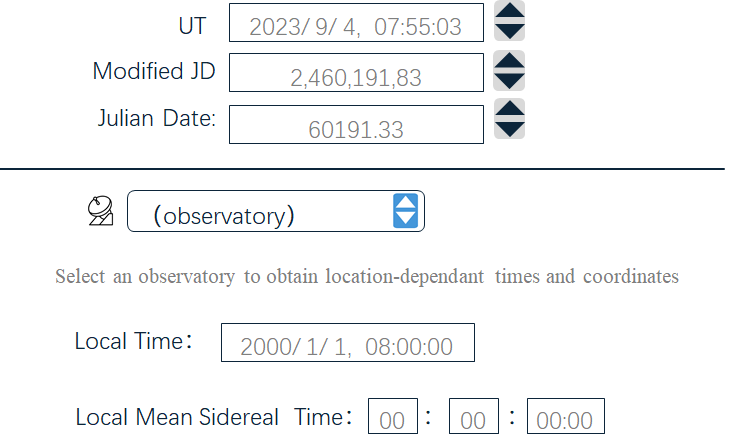 UT 2023/ 9/ 4, 07:55:03
Modified JD 2,460,191,83
Julian Date: 60191.33
(observatory)
Select an observatory to obtain location-dependant times and coordinates
Local Time: 2000/ 1/ 1, 08:00:00
Local Mean Sidereal Time: 00 : 00 : 00:00